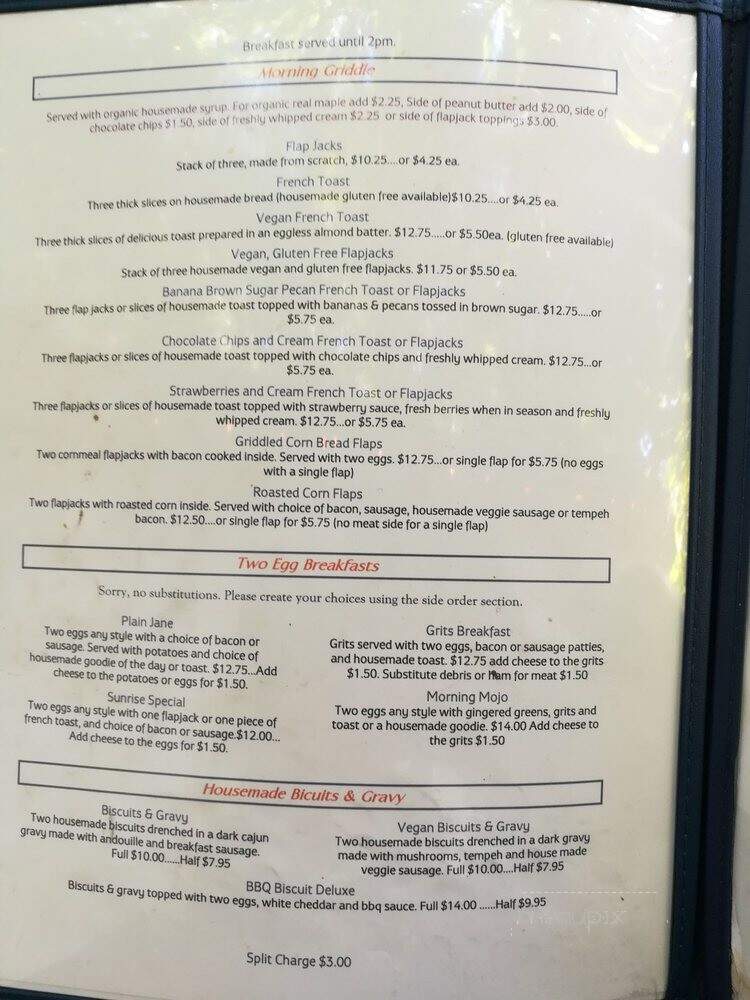 Breakfast served until 2pm.
Morning Griddle
Served with organic housemade syrup. For organic real maple add $2.25, Side of peanut butter add $2.00, side of
chocolate chips $1.50, side of freshly whipped cream $2.25 or side of flapjack toppings $3.00.
Flap Jacks
Stack of three, made from scratch, $10.25....or $4.25 ea.
French Toast
Three thick slices on housemade bread (housemade gluten free available)$10.25....or $4.25 ea.
Vegan French Toast
Three thick slices of delicious toast prepared in an eggless almond batter. $12.75.....or $5.50ea. (gluten free available)
Vegan, Gluten Free Flapjacks
Stack of three housemade vegan and gluten free flapjacks. $11.75 or $5.50 ea.
Banana Brown Sugar Pecan French Toast or Flapjacks
Three flap jacks or slices of housemade toast topped with bananas & pecans tossed in brown sugar. $12.75.....or
$5.75 ea.
Chocolate Chips and Cream French Toast or Flapjacks
Three flapjacks or slices of housemade toast topped with chocolate chips and freshly whipped cream. $12.75...or
$5.75 ea.
Strawberries and Cream French Toast or Flapjacks
Three flapjacks or slices of housemade toast topped with strawberry sauce, fresh berries when in season and freshly
whipped cream. $12.75...or $5.75 ea.
Griddled Corn Bread Flaps
Two cornmeal flapjacks with bacon cooked inside. Served with two eggs. $12.75...or single flap for $5.75 (no eggs
with a single flap)
Roasted Corn Flaps
Two flapjacks with roasted corn inside. Served with choice of bacon, sausage, housemade veggie sausage or tempeh
bacon. $12.50....or single flap for $5.75 (no meat side for a single flap)
Two Egg Breakfasts
Sorry, no substitutions. Please create your choices using the side order section.
Plain Jane
Two eggs any style with a choice of bacon or
sausage. Served with potatoes and choice of
housemade goodie of the day or toast. $12.75...Add
cheese to the potatoes or eggs for $1.50.
Sunrise Special
Two eggs any style with one flapjack or one piece of
french toast, and choice of bacon or sausage.$12.00...
Add cheese to the eggs for $1.50.
Grits Breakfast
Grits served with two eggs, bacon or sausage patties,
and housemade toast. $12.75 add cheese to the grits
$1.50. Substitute debris or Ham for meat $1.50
Morning Mojo
Two eggs any style with gingered greens, grits and
toast or a housemade goodie. $14.00 Add cheese to
the grits $1.50
Housemade Bicuits & Gravy
Biscuits & Gravy
Two housemade biscuits drenched in a dark cajun
gravy made with andouille and breakfast sausage.
Full $10.00......Half $7.95
Vegan Biscuits & Gravy
Two housemade biscuits drenched in a dark gravy
made with mushrooms, tempeh and house made
veggie sausage. Full $10.00....Half $7.95
BBQ Biscuit Deluxe
Biscuits & gravy topped with two eggs, white cheddar and bbq sauce. Full $14.00 ......Half $9.95
Split Charge $3.00